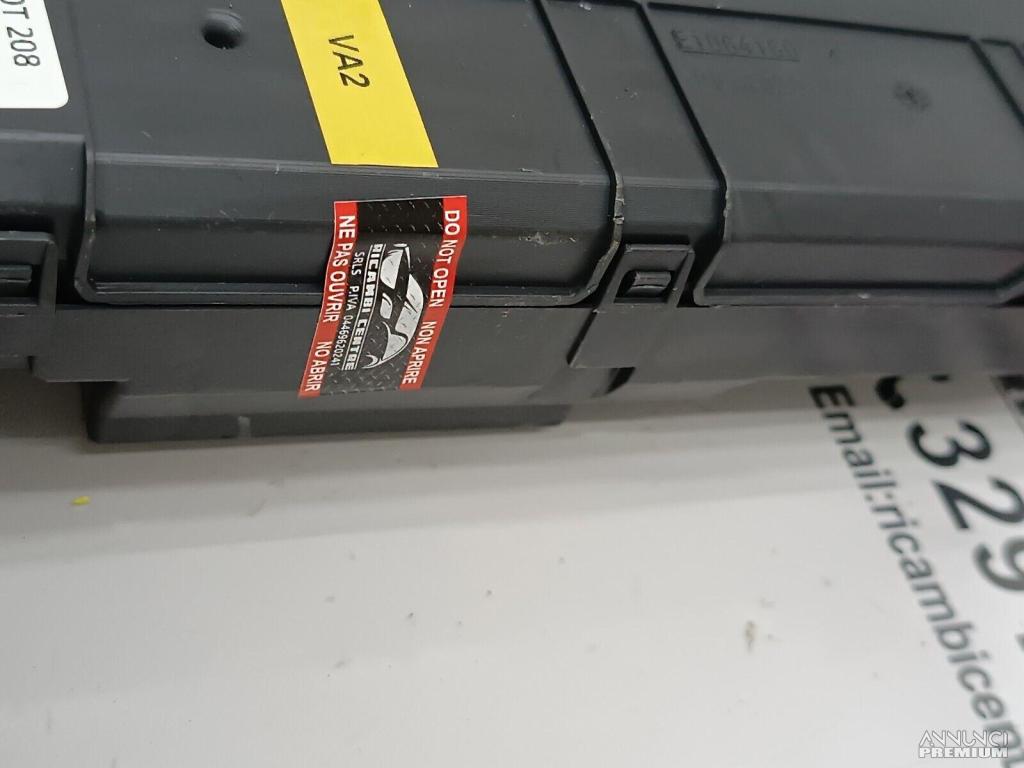 OT 208
VA2
E1064160
DO NOT OPEN NON APRIRE
RICAMBI CENTRE
SRLS P.IVA 04469620241
NE PAS OUVRIR NO ABRIR
329
Email:ricambicen
ANNUNCI
PREMIUM